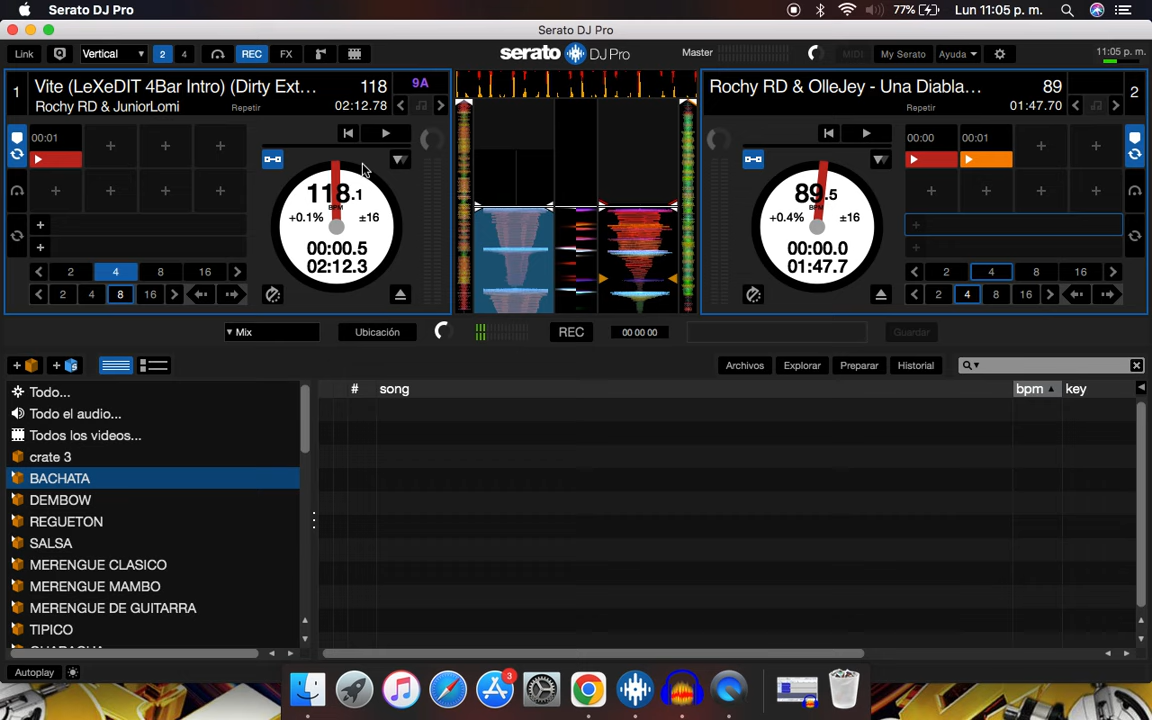 Serato DJ Pro
77%
Lun 11:05 p. m.
Serato DJ Pro
Link
Vertical
2
4
REC
FX
serato DJ Pro
Master
MIDI
My Serato
Ayuda
11:05 p. m.
1
Vite (LeXeDIT 4Bar Intro) (Dirty Ext...
118
9A
Rochy RD & JuniorLomi
Repetir
02:12.78
Rochy RD & OlleJey - Una Diabla...
89
2
Repetir
01:47.70
00:01
118.1
BPM
+0.1%
±16
00:00.5
02:12.3
2
4
8
16
2
4
8
16
00:00
00:01
89.5
BPM
+0.4%
±16
00:00.0
01:47.7
2
4
8
16
2
4
8
16
Mix
Ubicación
REC
00 00 00
Guardar
Archivos
Explorar
Preparar
Historial
Todo...
Todo el audio...
Todos los videos...
crate 3
BACHATA
DEMBOW
REGUETON
SALSA
MERENGUE CLASICO
MERENGUE MAMBO
MERENGUE DE GUITARRA
TIPICO
#
song
bpm
key
Autoplay
3